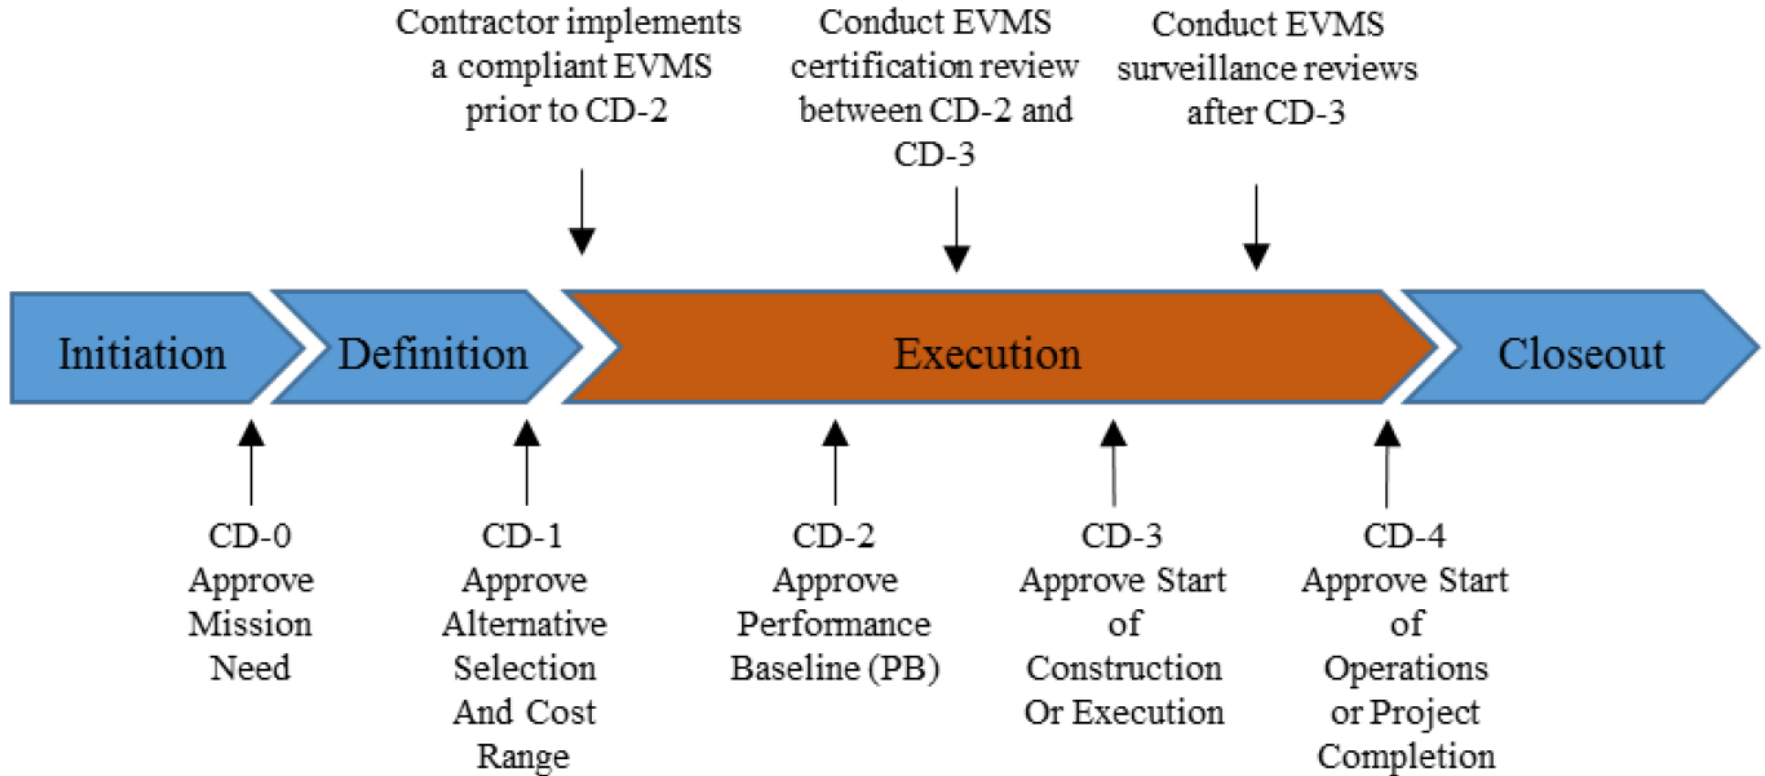 Contractor implements
a compliant EVMS
prior to CD-2
Conduct EVMS
certification review
between CD-2 and
CD-3
Conduct EVMS
surveillance reviews
after CD-3
Initiation
Definition
Execution
Closeout
CD-0
Approve
Mission
Need
CD-1
Approve
Alternative
Selection
And Cost
Range
CD-2
Approve
Performance
Baseline (PB)
CD-3
Approve Start
of
Construction
Or Execution
CD-4
Approve Start
of
Operations
or Project
Completion